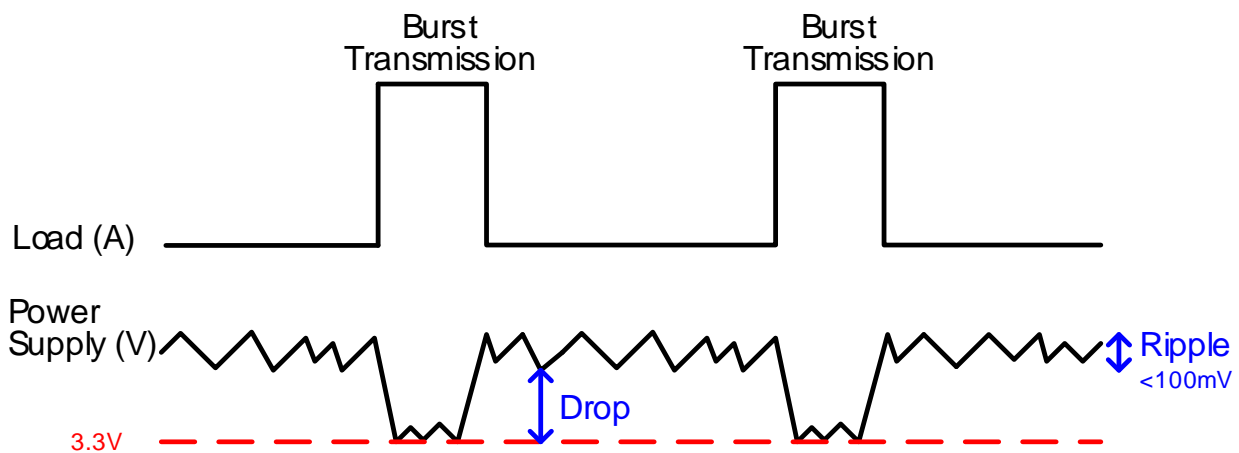 Burst
Transmission
Burst
Transmission
Load (A)
Power
Supply (V)
Ripple
<100mV
Drop
3.3V